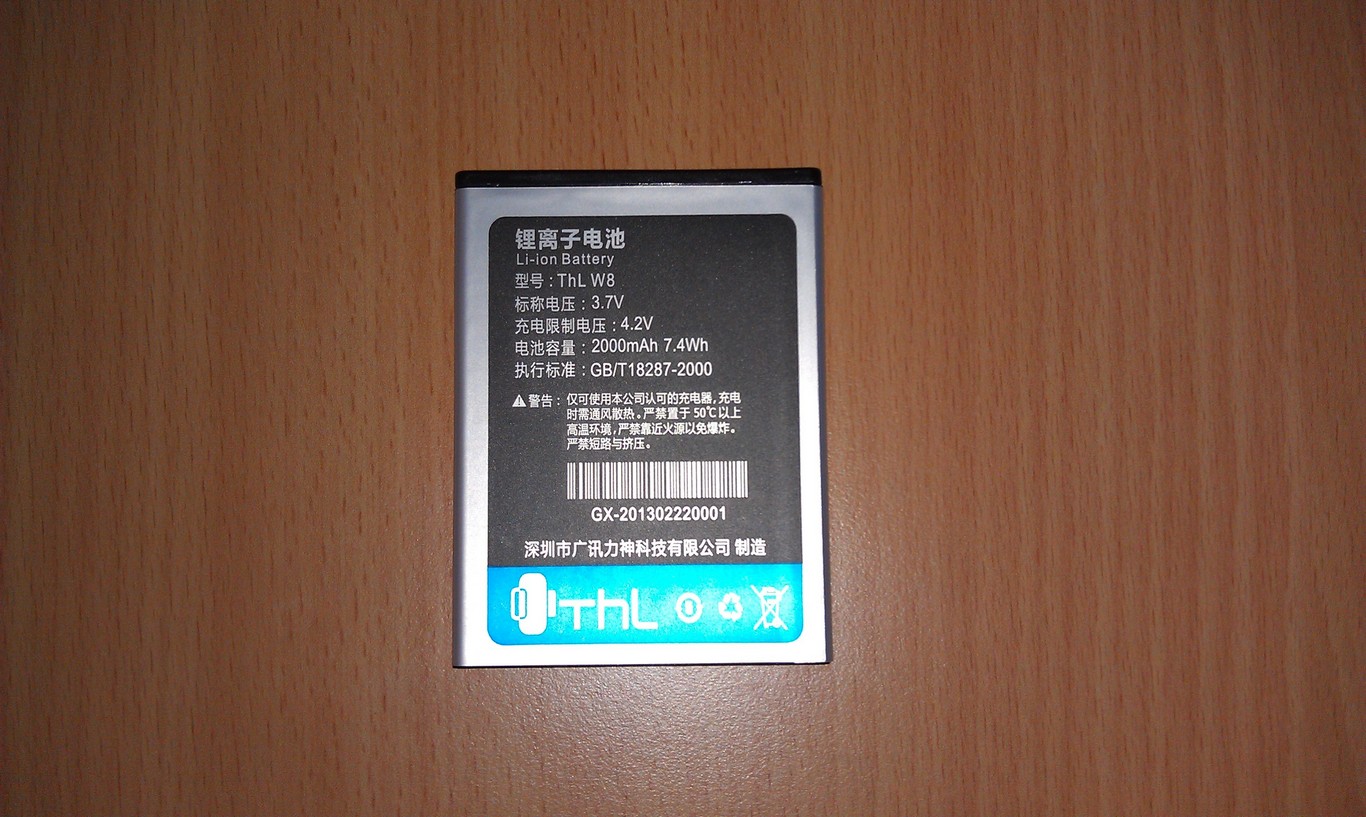 锂离子电池
Li-ion Battery
型号：ThL W8
标称电压：3.7V
充电限制电压：4.2V
电池容量：2000mAh 7.4Wh
执行标准：GB/T18287-2000
警告：仅可使用本公司认可的充电器，充电
时需通风散热。严禁置于50℃以上
高温环境，严禁靠近火源以免爆炸。
严禁短路与挤压。
GX-201302220001
深圳市广讯力神科技有限公司 制造
ThL